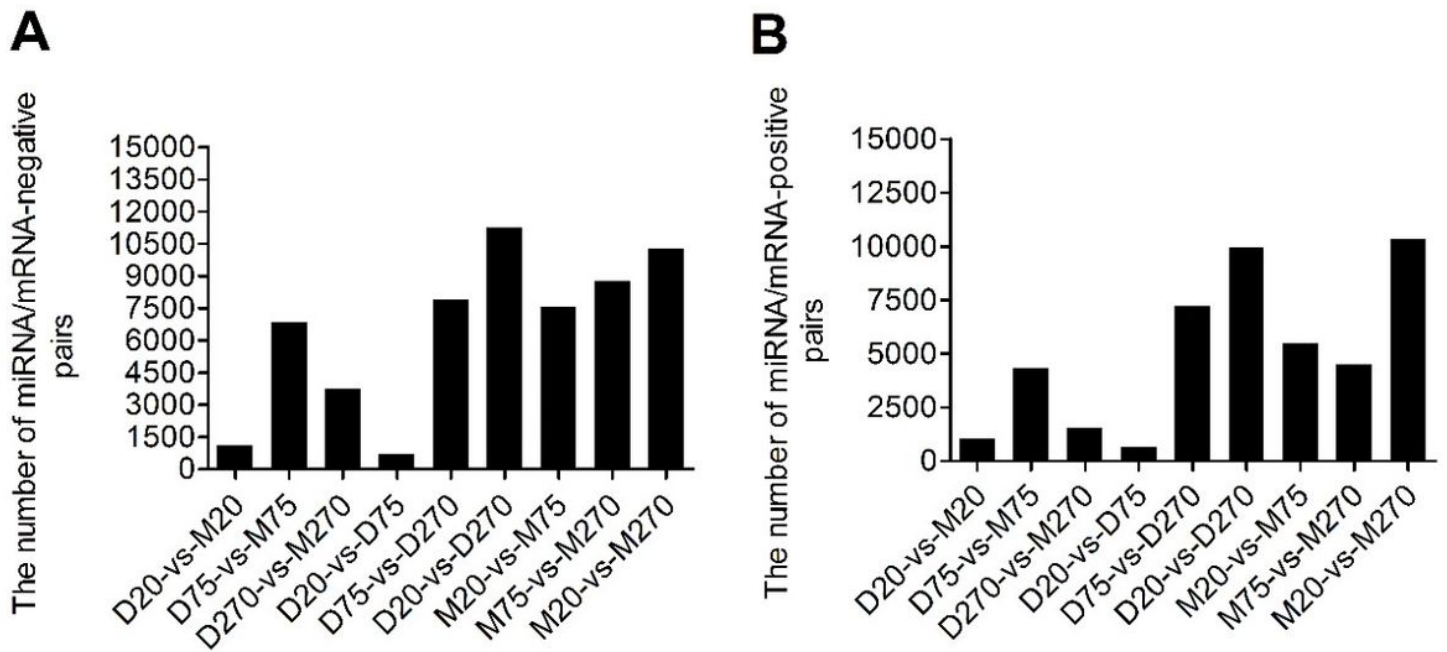 A
The number of miRNA/mRNA-negative
pairs
15000
13500
12000
10500
9000
7500
6000
4500
3000
1500
0
D20-vs-M20
D75-vs-M75
D270-vs-M270
D20-vs-D75
D75-vs-D270
D20-vs-D270
M20-vs-M75
M75-vs-M270
M20-vs-M270
B
The number of miRNA/mRNA-positive
pairs
15000
12500
10000
7500
5000
2500
0
D20-vs-M20
D75-vs-M75
D270-vs-M270
D20-vs-D75
D75-vs-D270
D20-vs-D270
M20-vs-M75
M75-vs-M270
M20-vs-M270